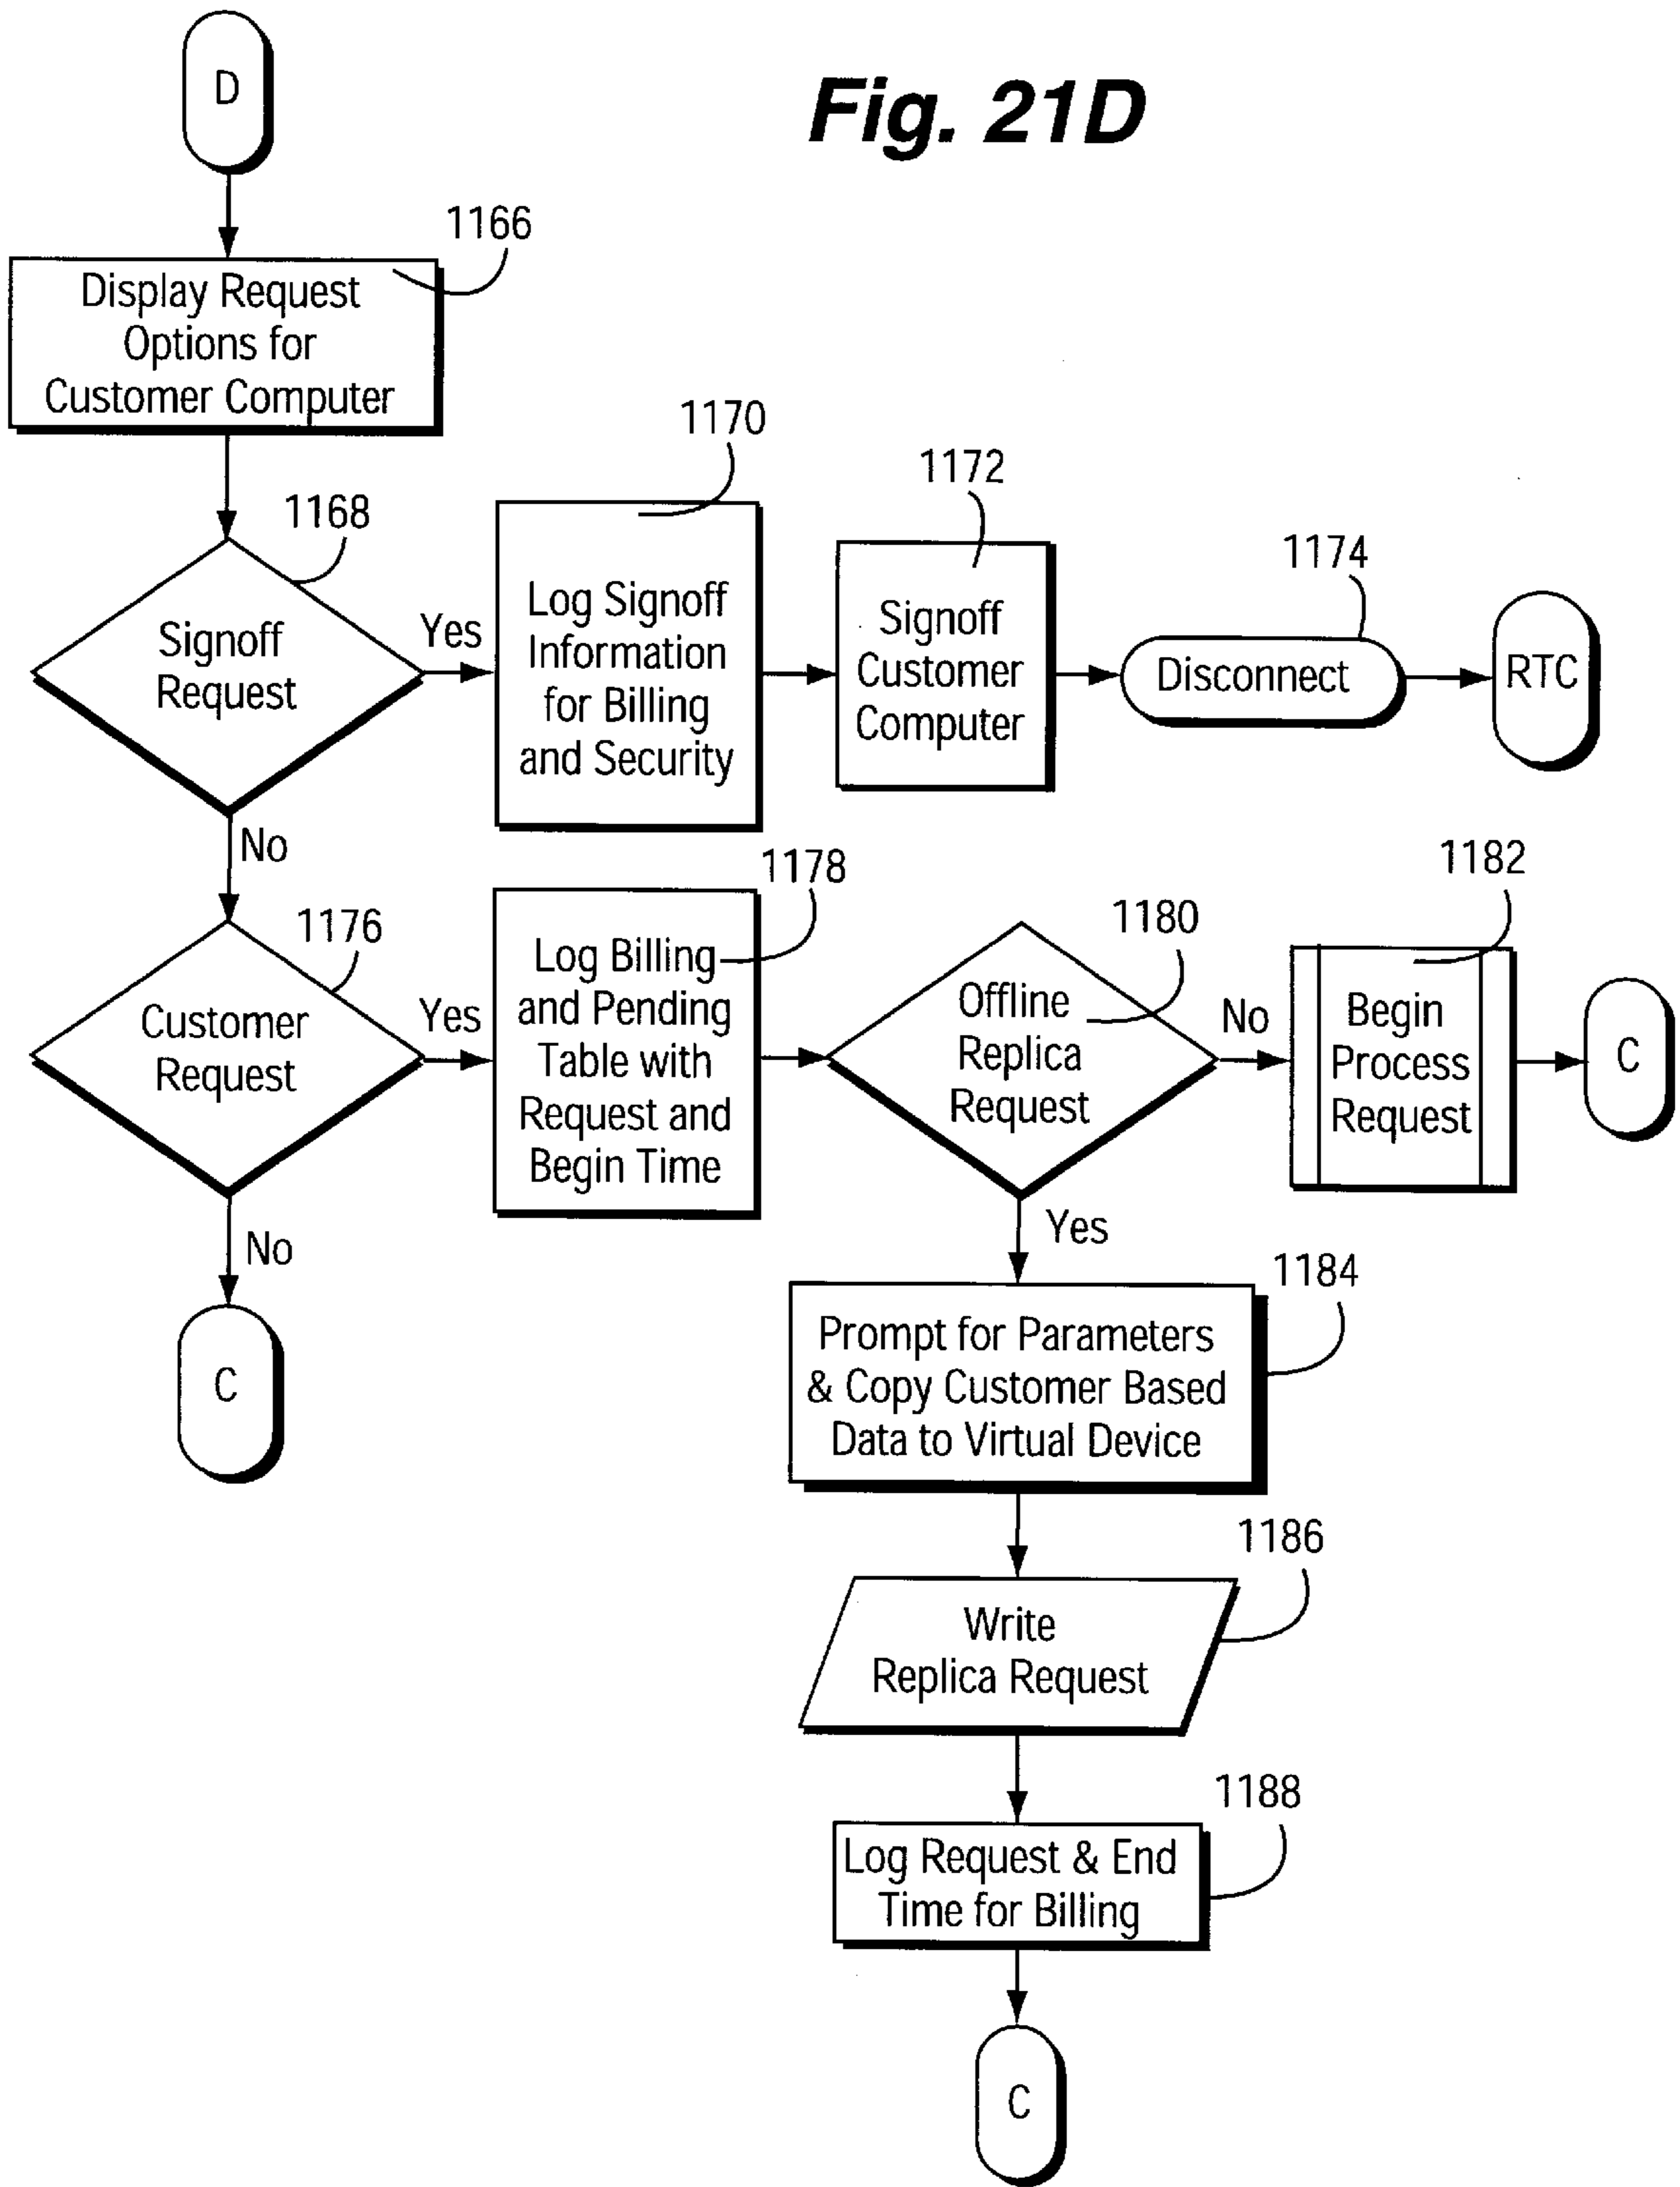 D
Fig. 21D
1166
Display Request
Options for
Customer Computer
1168
Signoff
Request
Yes
No
1170
Log Signoff
Information
for Billing
and Security
1172
Signoff
Customer
Computer
1174
Disconnect
RTC
1176
Customer
Request
Yes
No
C
1178
Log Billing
and Pending
Table with
Request and
Begin Time
1180
Offline
Replica
Request
No
Yes
1182
Begin
Process
Request
C
1184
Prompt for Parameters
& Copy Customer Based
Data to Virtual Device
1186
Write
Replica Request
1188
Log Request & End
Time for Billing
C